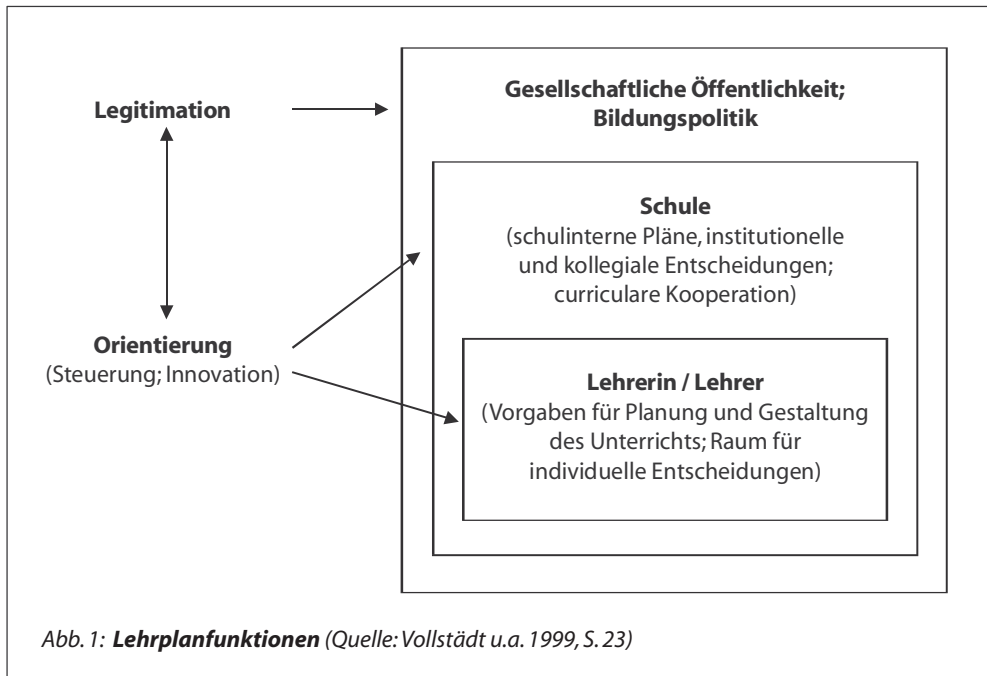 Legitimation
Gesellschaftliche Öffentlichkeit;
Bildungspolitik
Schule
(schulinterne Pläne, institutionelle
und kollegiale Entscheidungen;
curriculare Kooperation)
Orientierung
(Steuerung; Innovation)
Lehrerin / Lehrer
(Vorgaben für Planung und Gestaltung
des Unterrichts; Raum für
individuelle Entscheidungen)
Abb. 1: Lehrplanfunktionen (Quelle: Vollstädt u.a. 1999, S. 23)